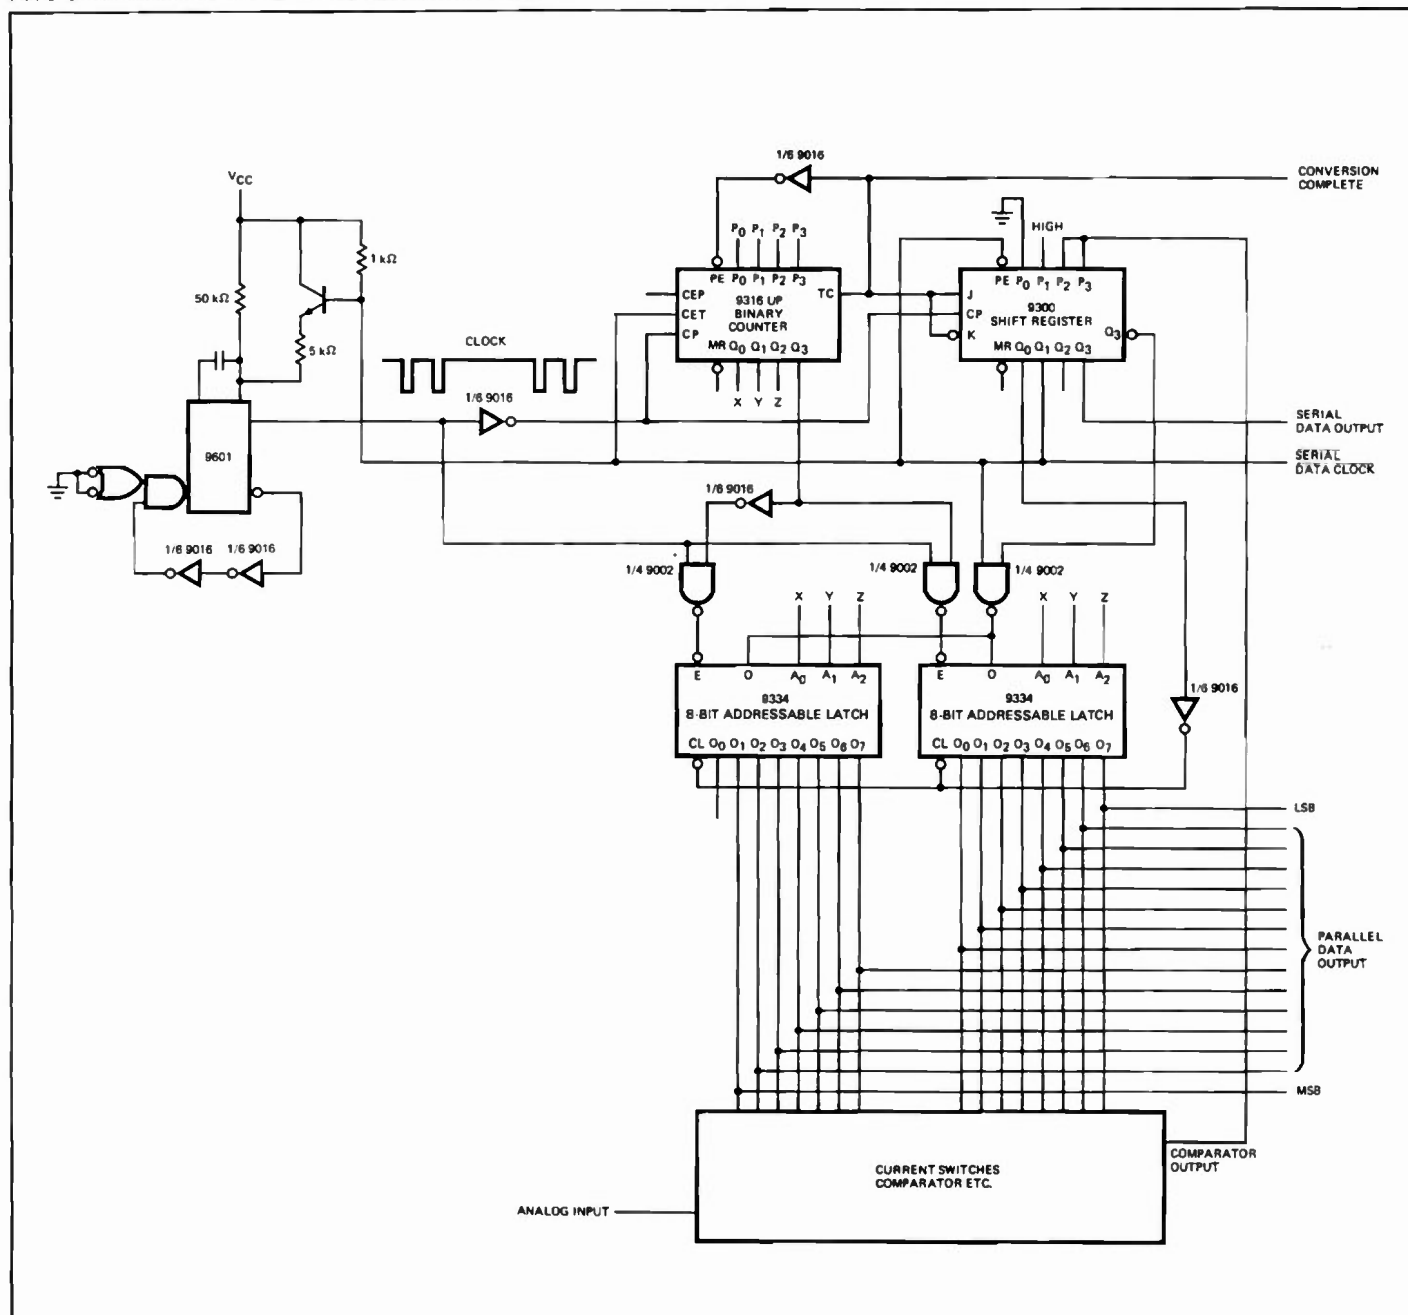 1/6 9016
CONVERSION
COMPLETE
VCC
P0 P1 P2 P3
HIGH
1 kΩ
50 kΩ
5 kΩ
PE P0 P1 P2 P3
CEP
TC
9316 UP
BINARY
COUNTER
CET
CP
MR Q0 Q1 Q2 Q3
X Y Z
PE P0 P1 P2 P3
J
9300
SHIFT REGISTER
CP
K
Q3
MR Q0 Q1 Q2 Q3
CLOCK
1/6 9016
SERIAL
DATA OUTPUT
SERIAL
DATA CLOCK
9601
1/6 9016
1/6 9016
1/6 9016
1/4 9002
1/4 9002
1/4 9002
X Y Z
X Y Z
E O A0 A1 A2
9334
8-BIT ADDRESSABLE LATCH
CL O0 O1 O2 O3 O4 O5 O6 O7
E O A0 A1 A2
9334
8-BIT ADDRESSABLE LATCH
CL O0 O1 O2 O3 O4 O5 O6 O7
1/6 9016
LSB
PARALLEL
DATA
OUTPUT
MSB
CURRENT SWITCHES
COMPARATOR ETC.
COMPARATOR
OUTPUT
ANALOG INPUT